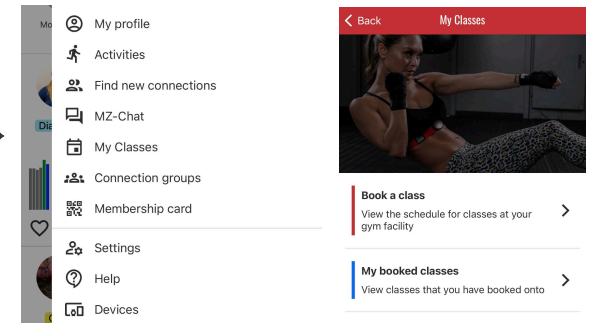 Mo
My profile
Activities
Find new connections
Dia
MZ-Chat
My Classes
Connection groups
Membership card
Settings
Help
Devices
Back
My Classes
Book a class
View the schedule for classes at your
gym facility
My booked classes
View classes that you have booked onto